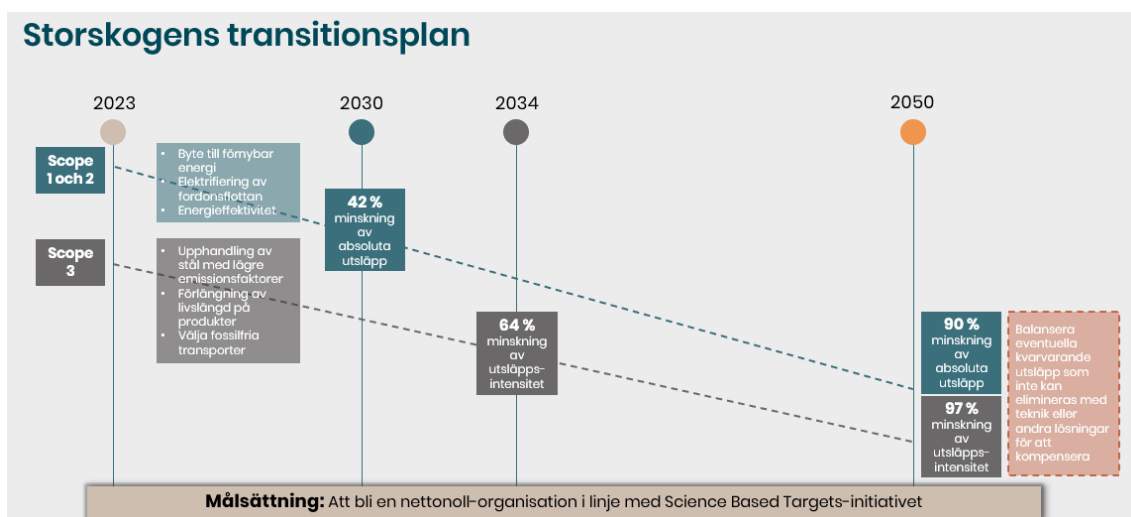 Storskogens transitionsplan
2023
2030
2034
2050
Scope
1 och 2
• Byte till förnybar
energi
• Elektrifiering av
fordonsflottan
• Energieffektivitet
42 %
minskning
av
absoluta
utsläpp
Scope
3
• Upphandling av
stål med lägre
emissionsfaktorer
• Förlängning av
livslängd på
produkter
• Välja fossilfria
transporter
64 %
minskning
av
utsläpps-
intensitet
90 %
minskning
av
absoluta
utsläpp
97 %
minskning
av
utsläpps-
intensitet
Balansera
eventuella
kvarvarande
utsläpp som
inte kan
elimineras med
teknik eller
andra lösningar
för att
kompensera
Målsättning: Att bli en nettonoll-organisation i linje med Science Based Targets-initiativet